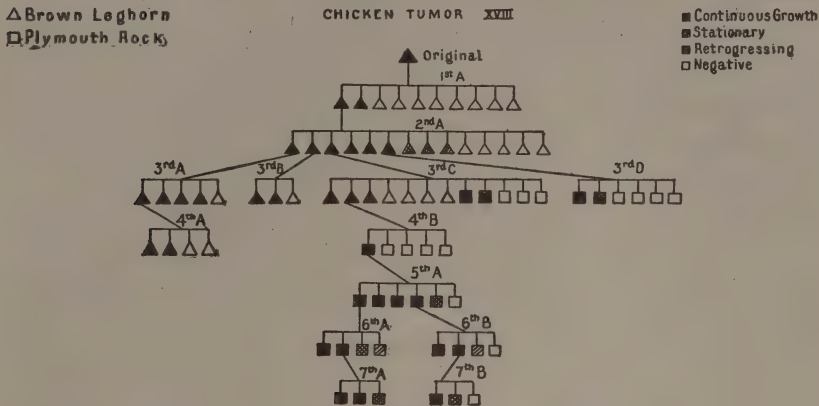 △ Brown Leghorn
□ Plymouth Rock
CHICKEN TUMOR XVIII
■ Continuous Growth
Stationary
Retrogressing
□ Negative
Original
1st A
2nd A
3rd A
3rd B
3rd C
3rd D
4th A
4th B
5th A
6th A
6th B
7th A
7th B